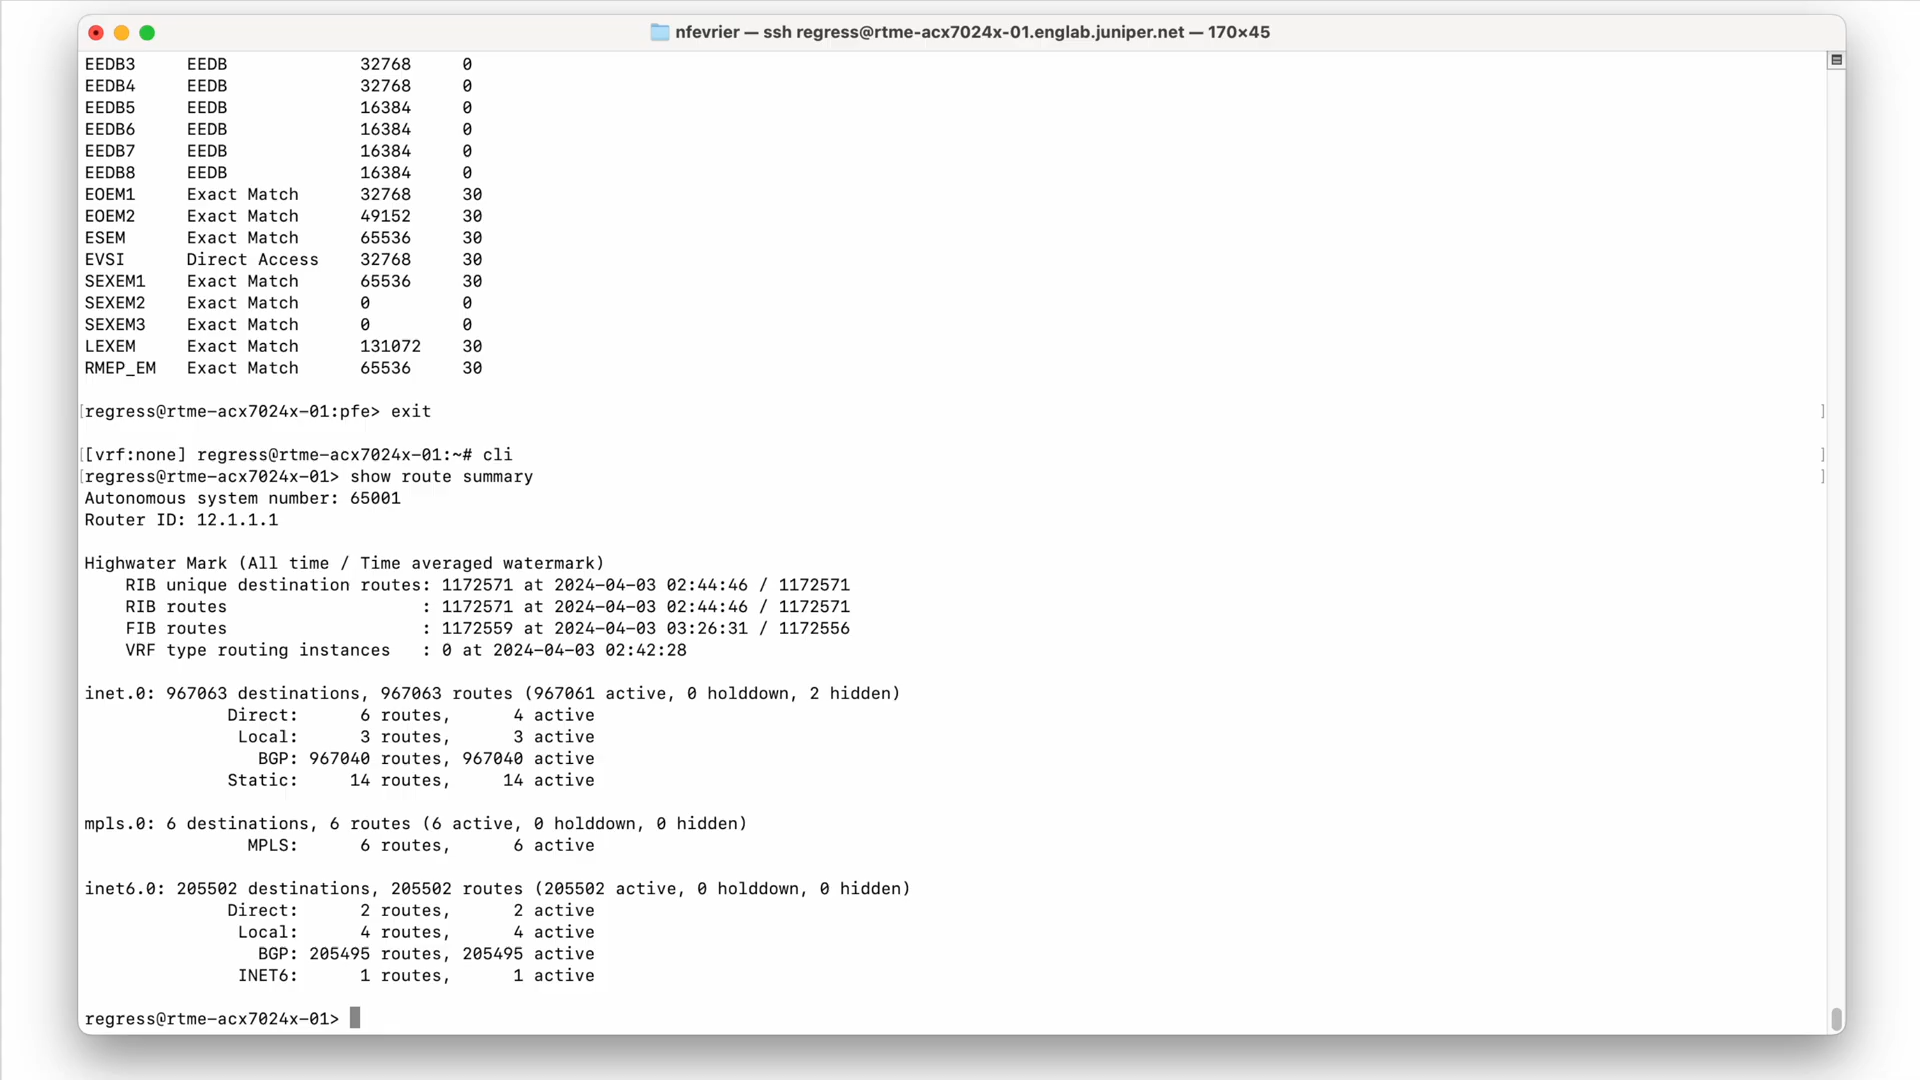 nfevrier — ssh regress@rtme-acx7024x-01.englab.juniper.net — 170×45
EEDB3     EEDB             32768     0
EEDB4     EEDB             32768     0
EEDB5     EEDB             16384     0
EEDB6     EEDB             16384     0
EEDB7     EEDB             16384     0
EEDB8     EEDB             16384     0
EOEM1     Exact Match      32768     30
EOEM2     Exact Match      49152     30
ESEM      Exact Match      65536     30
EVSI      Direct Access    32768     30
SEXEM1    Exact Match      65536     30
SEXEM2    Exact Match      0         0
SEXEM3    Exact Match      0         0
LEXEM     Exact Match      131072    30
RMEP_EM   Exact Match      65536     30
[regress@rtme-acx7024x-01:pfe> exit ]
[[vrf:none] regress@rtme-acx7024x-01:~# cli ]
[regress@rtme-acx7024x-01> show route summary ]
Autonomous system number: 65001
Router ID: 12.1.1.1
Highwater Mark (All time / Time averaged watermark)
    RIB unique destination routes: 1172571 at 2024-04-03 02:44:46 / 1172571
    RIB routes                   : 1172571 at 2024-04-03 02:44:46 / 1172571
    FIB routes                   : 1172559 at 2024-04-03 03:26:31 / 1172556
    VRF type routing instances   : 0 at 2024-04-03 02:42:28
inet.0: 967063 destinations, 967063 routes (967061 active, 0 holddown, 2 hidden)
              Direct:      6 routes,      4 active
               Local:      3 routes,      3 active
                 BGP: 967040 routes, 967040 active
              Static:     14 routes,     14 active
mpls.0: 6 destinations, 6 routes (6 active, 0 holddown, 0 hidden)
                MPLS:      6 routes,      6 active
inet6.0: 205502 destinations, 205502 routes (205502 active, 0 holddown, 0 hidden)
              Direct:      2 routes,      2 active
               Local:      4 routes,      4 active
                 BGP: 205495 routes, 205495 active
               INET6:      1 routes,      1 active
regress@rtme-acx7024x-01>